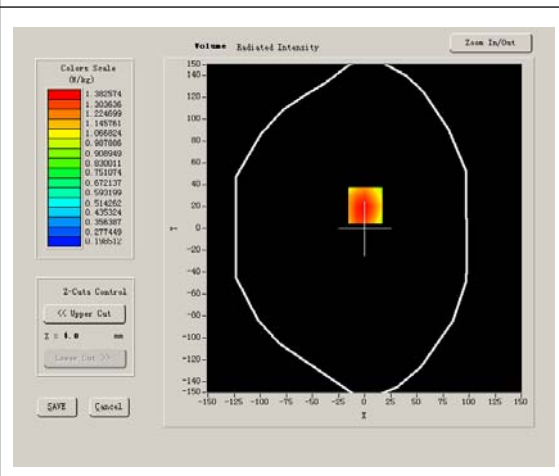 Volume Radiated Intensity
Zoom In/Out
Colors Scale
(W/kg)
1.382574
1.303636
1.224699
1.145761
1.066824
0.987886
0.908949
0.830011
0.751074
0.672137
0.593199
0.514262
0.435324
0.356387
0.277449
0.198512
Z-Cuts Control
<< Upper Cut
Z = 4.0 mm
Lower Cut >>
SAVE
Cancel
150
140
120
100
80
60
40
20
0
-20
-40
-60
-80
-100
-120
-140
-150
Y
-150 -125 -100 -75 -50 -25 0 25 50 75 100 125 150
X